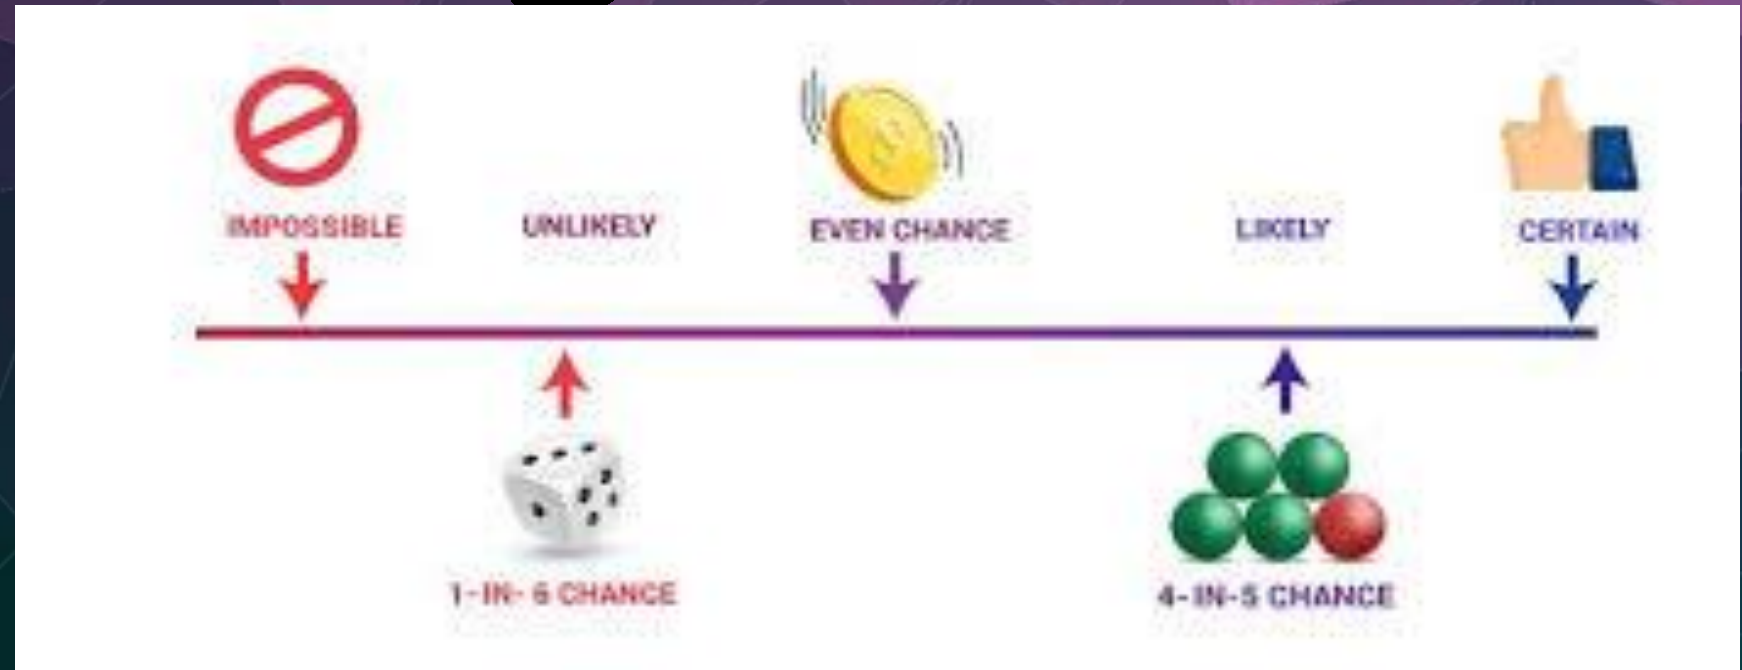 IMPOSSIBLE
UNLIKELY
EVEN CHANCE
LIKELY
CERTAIN
1-IN-6 CHANCE
4-IN-5 CHANCE